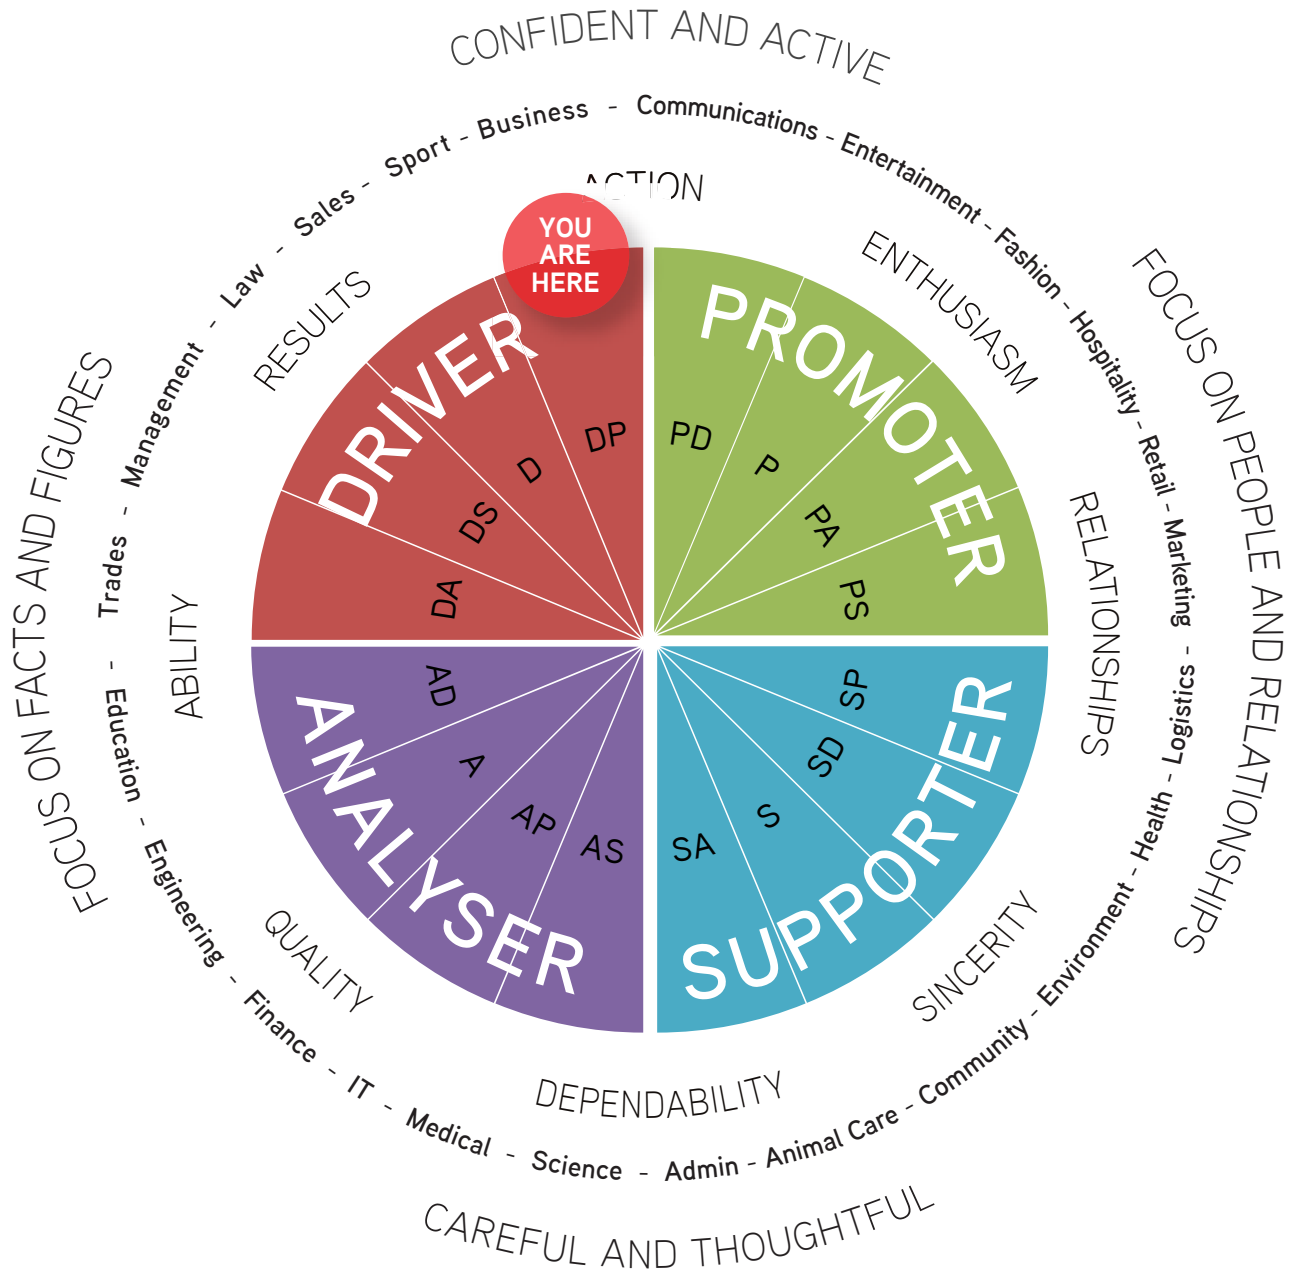 CONFIDENT AND ACTIVE
FOCUS ON PEOPLE AND RELATIONSHIPS
CAREFUL AND THOUGHTFUL
FOCUS ON FACTS AND FIGURES
Business - Communications - Entertainment - Fashion - Hospitality - Retail - Marketing - Logistics - Health - Environment - Community - Animal Care - Admin - Science - Medical - IT - Finance - Engineering - Education - Trades - Management - Law - Sales - Sport -
ACTION
ENTHUSIASM
RELATIONSHIPS
SINCERITY
DEPENDABILITY
QUALITY
ABILITY
RESULTS
YOU
ARE
HERE
DRIVER
DA
DS
D
DP
PROMOTER
PD
P
PA
PS
SUPPORTER
SP
SD
S
SA
ANALYSER
AS
AP
A
AD